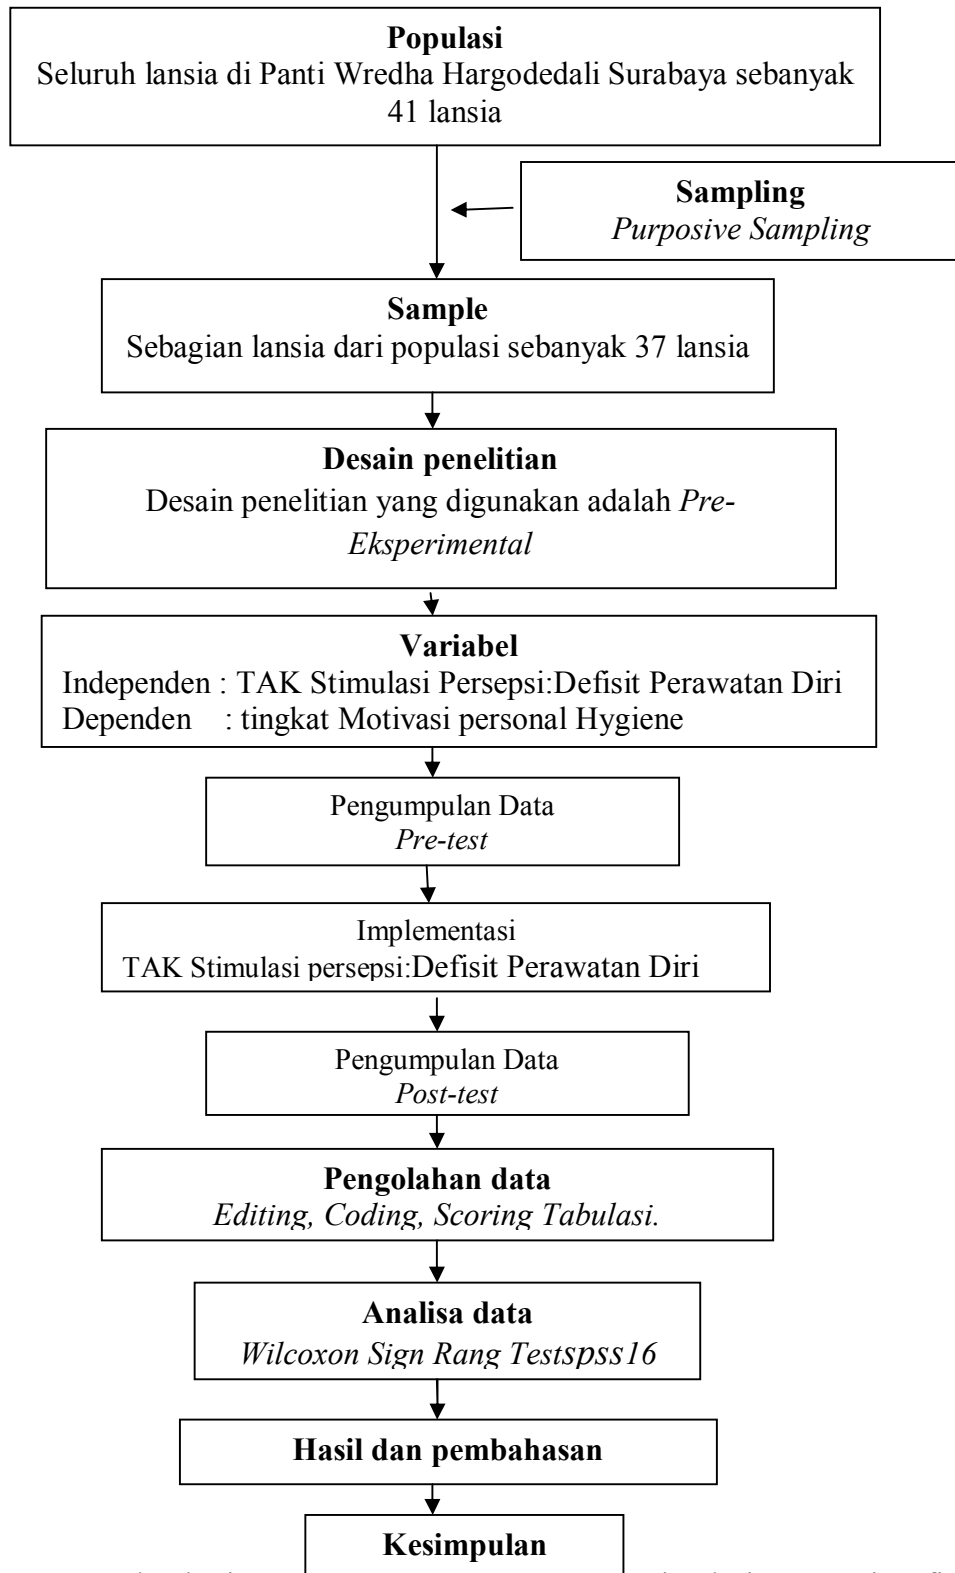 Populasi
Seluruh lansia di Panti Wredha Hargodedali Surabaya sebanyak
41 lansia
Sampling
Purposive Sampling
Sample
Sebagian lansia dari populasi sebanyak 37 lansia
Desain penelitian
Desain penelitian yang digunakan adalah Pre-
Eksperimental
Variabel
Independen : TAK Stimulasi Persepsi:Defisit Perawatan Diri
Dependen : tingkat Motivasi personal Hygiene
Pengumpulan Data
Pre-test
Implementasi
TAK Stimulasi persepsi:Defisit Perawatan Diri
Pengumpulan Data
Post-test
Pengolahan data
Editing, Coding, Scoring Tabulasi.
Analisa data
Wilcoxon Sign Rang Testspss16
Hasil dan pembahasan
Kesimpulan